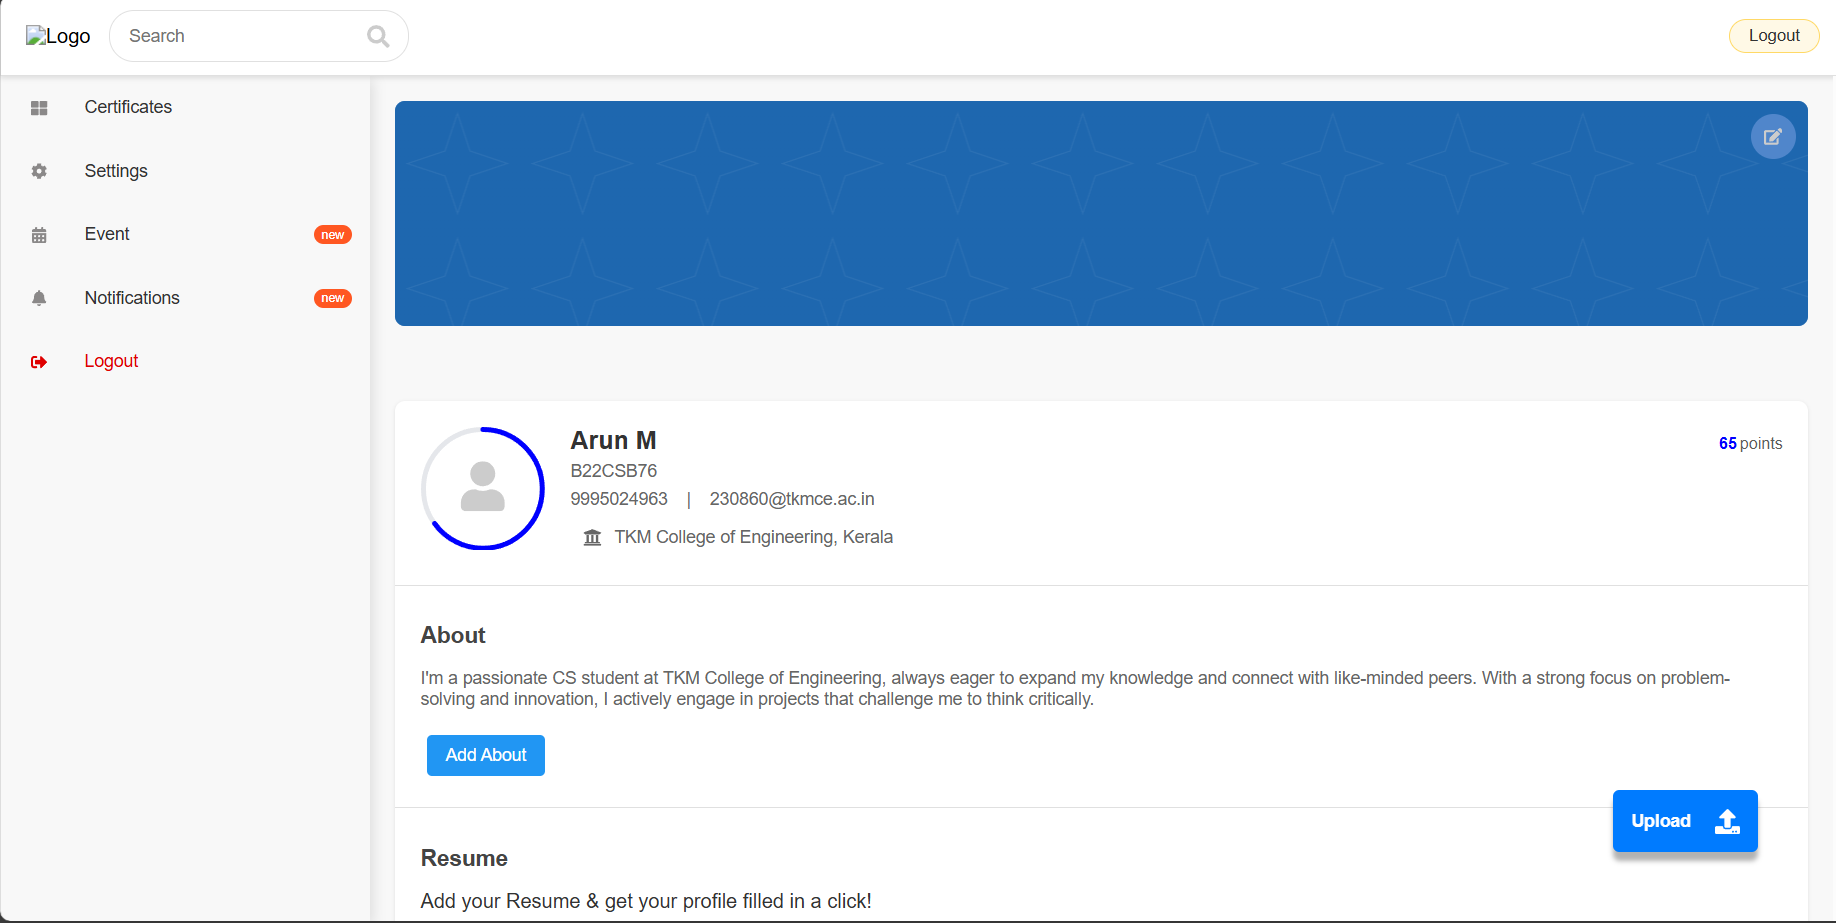 Logo
Search
Logout
Certificates
Settings
Event
new
Notifications
new
Logout
Arun M
65 points
B22CSB76
9995024963 | 230860@tkmce.ac.in
TKM College of Engineering, Kerala
About
I'm a passionate CS student at TKM College of Engineering, always eager to expand my knowledge and connect with like-minded peers. With a strong focus on problem-
solving and innovation, I actively engage in projects that challenge me to think critically.
Add About
Upload
Resume
Add your Resume & get your profile filled in a click!